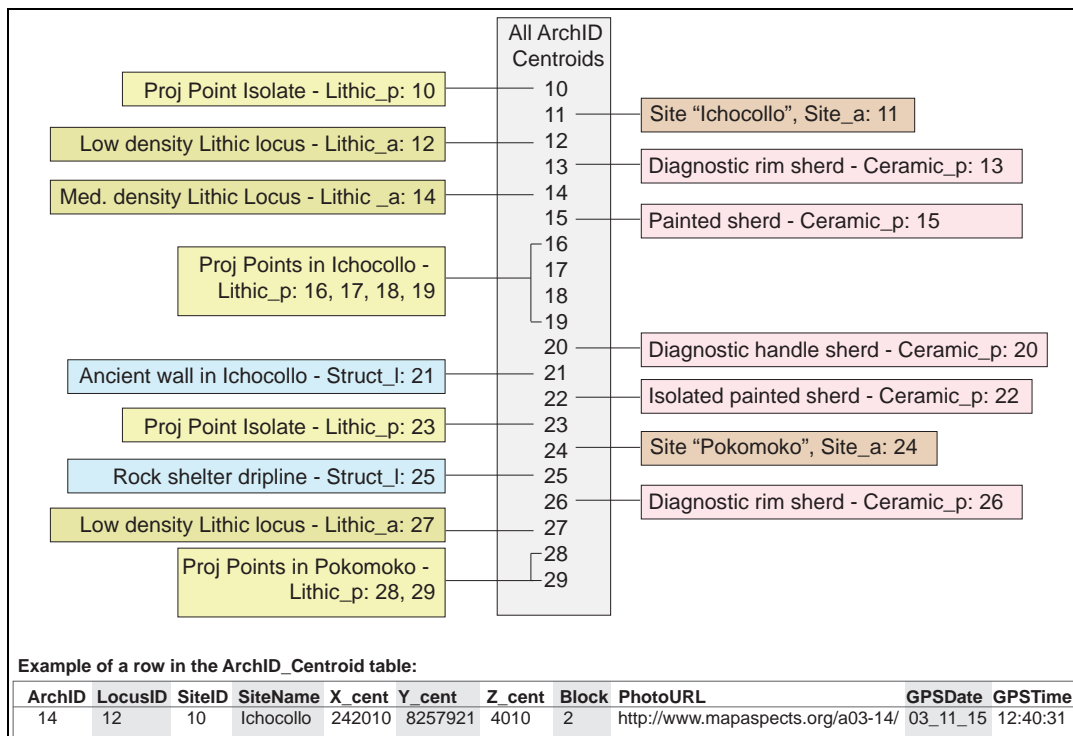 All ArchID
Centroids
Proj Point Isolate - Lithic_p: 10
10
11
Site “Ichocollo”, Site_a: 11
Low density Lithic locus - Lithic_a: 12
12
13
Diagnostic rim sherd - Ceramic_p: 13
Med. density Lithic Locus - Lithic _a: 14
14
15
Painted sherd - Ceramic_p: 15
Proj Points in Ichocollo -
Lithic_p: 16, 17, 18, 19
16
17
18
19
20
Diagnostic handle sherd - Ceramic_p: 20
Ancient wall in Ichocollo - Struct_l: 21
21
22
Isolated painted sherd - Ceramic_p: 22
Proj Point Isolate - Lithic_p: 23
23
24
Site “Pokomoko”, Site_a: 24
Rock shelter dripline - Struct_l: 25
25
26
Diagnostic rim sherd - Ceramic_p: 26
Low density Lithic locus - Lithic_a: 27
27
Proj Points in Pokomoko -
Lithic_p: 28, 29
28
29
Example of a row in the ArchID_Centroid table:
ArchID LocusID SiteID SiteName X_cent Y_cent Z_cent Block PhotoURL GPSDate GPSTime
14 12 10 Ichocollo 242010 8257921 4010 2 http://www.mapaspects.org/a03-14/ 03_11_15 12:40:31